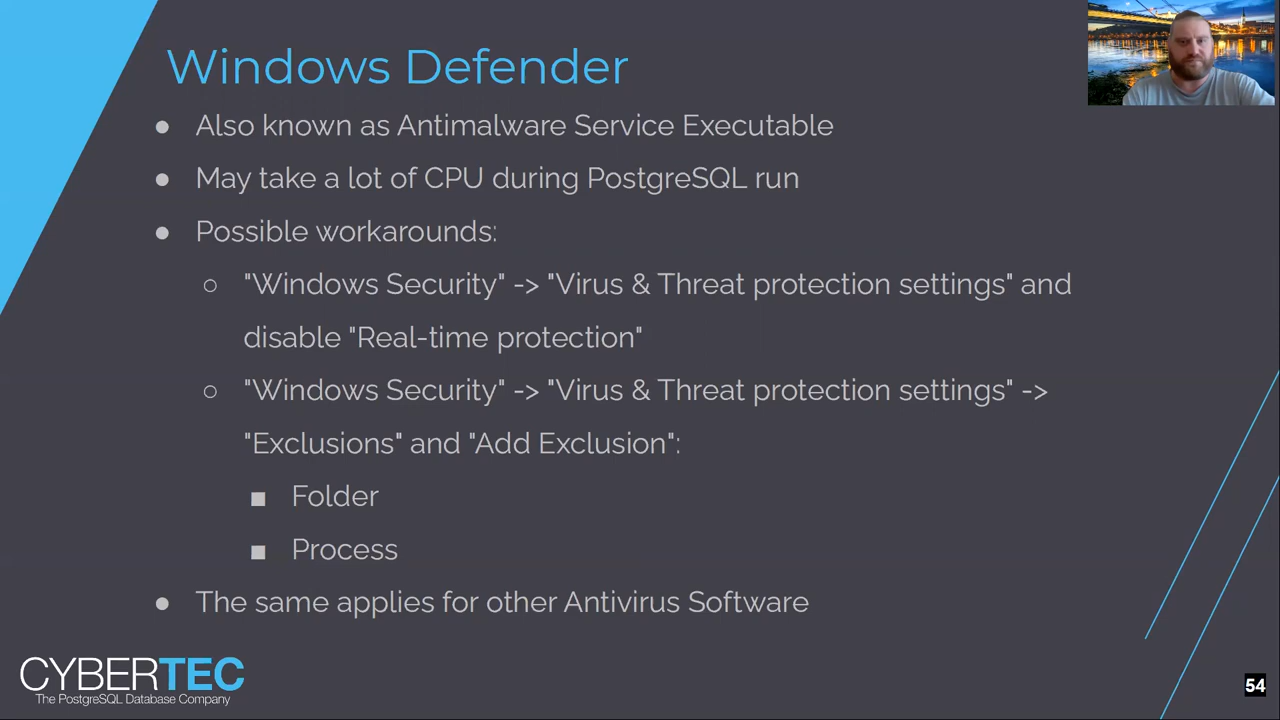 Windows Defender
● Also known as Antimalware Service Executable
● May take a lot of CPU during PostgreSQL run
● Possible workarounds:
○ "Windows Security" -> "Virus & Threat protection settings" and
disable "Real-time protection"
○ "Windows Security" -> "Virus & Threat protection settings" ->
"Exclusions" and "Add Exclusion":
■ Folder
■ Process
● The same applies for other Antivirus Software
CYBERTEC
The PostgreSQL Database Company
54